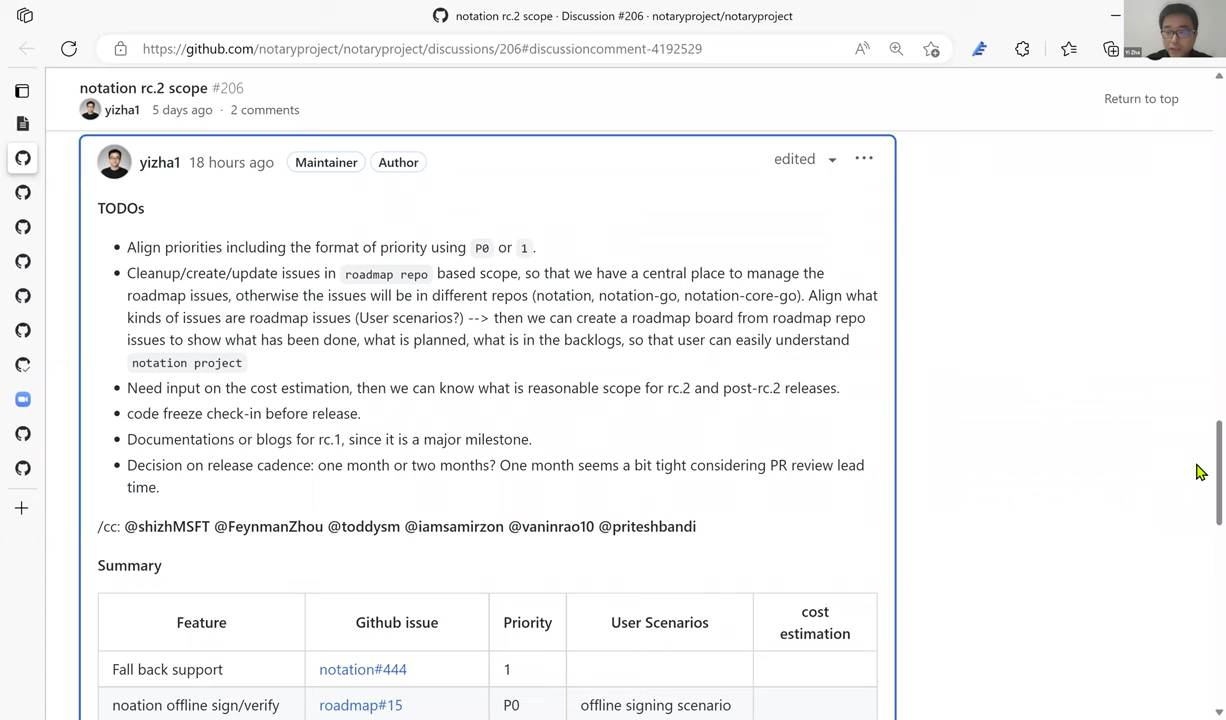 notation rc.2 scope · Discussion #206 · notaryproject/notaryproject
https://github.com/notaryproject/notaryproject/discussions/206#discussioncomment-4192529
Yi Zha
notation rc.2 scope #206
yizha1 5 days ago · 2 comments
Return to top
yizha1 18 hours ago Maintainer Author edited
TODOs
• Align priorities including the format of priority using P0 or 1 .
• Cleanup/create/update issues in roadmap repo based scope, so that we have a central place to manage the
roadmap issues, otherwise the issues will be in different repos (notation, notation-go, notation-core-go). Align what
kinds of issues are roadmap issues (User scenarios?) --> then we can create a roadmap board from roadmap repo
issues to show what has been done, what is planned, what is in the backlogs, so that user can easily understand
notation project
• Need input on the cost estimation, then we can know what is reasonable scope for rc.2 and post-rc.2 releases.
• code freeze check-in before release.
• Documentations or blogs for rc.1, since it is a major milestone.
• Decision on release cadence: one month or two months? One month seems a bit tight considering PR review lead
time.
/cc: @shizhMSFT @FeynmanZhou @toddysm @iamsamirzon @vaninrao10 @priteshbandi
Summary
Feature Github issue Priority User Scenarios cost estimation
Fall back support notation#444 1
noation offline sign/verify roadmap#15 P0 offline signing scenario